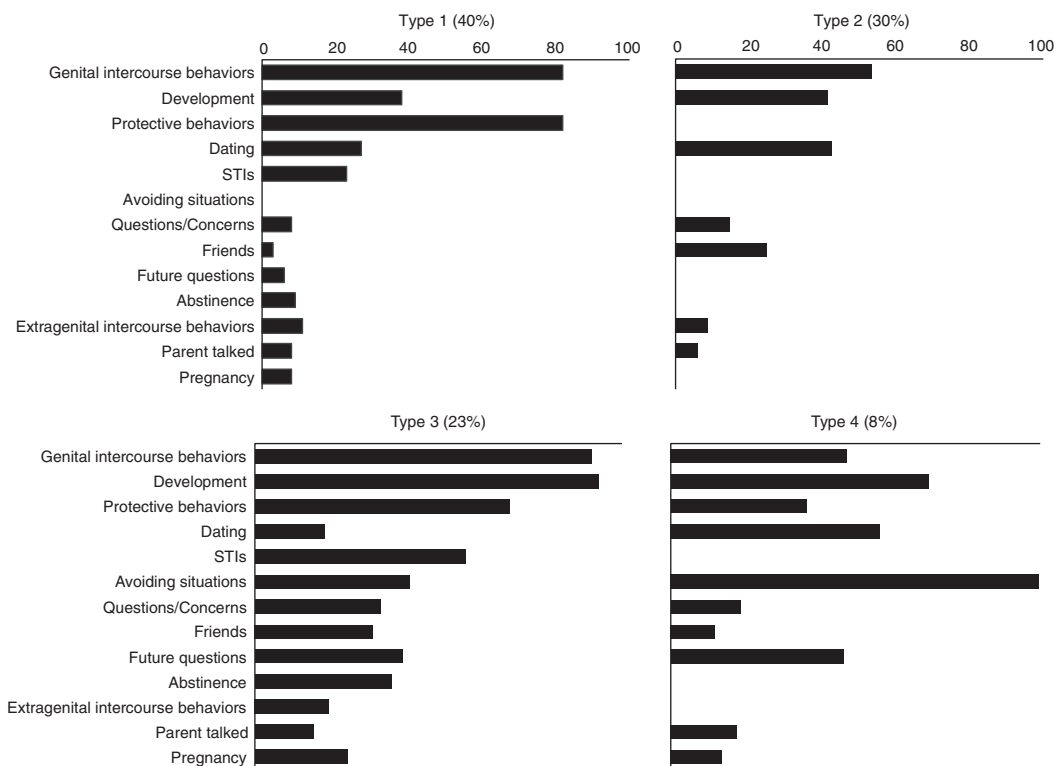 Type 1 (40%)
Type 2 (30%)
0 20 40 60 80 100
0 20 40 60 80 100
Genital intercourse behaviors
Development
Protective behaviors
Dating
STIs
Avoiding situations
Questions/Concerns
Friends
Future questions
Abstinence
Extragenital intercourse behaviors
Parent talked
Pregnancy
Type 3 (23%)
Type 4 (8%)
Genital intercourse behaviors
Development
Protective behaviors
Dating
STIs
Avoiding situations
Questions/Concerns
Friends
Future questions
Abstinence
Extragenital intercourse behaviors
Parent talked
Pregnancy